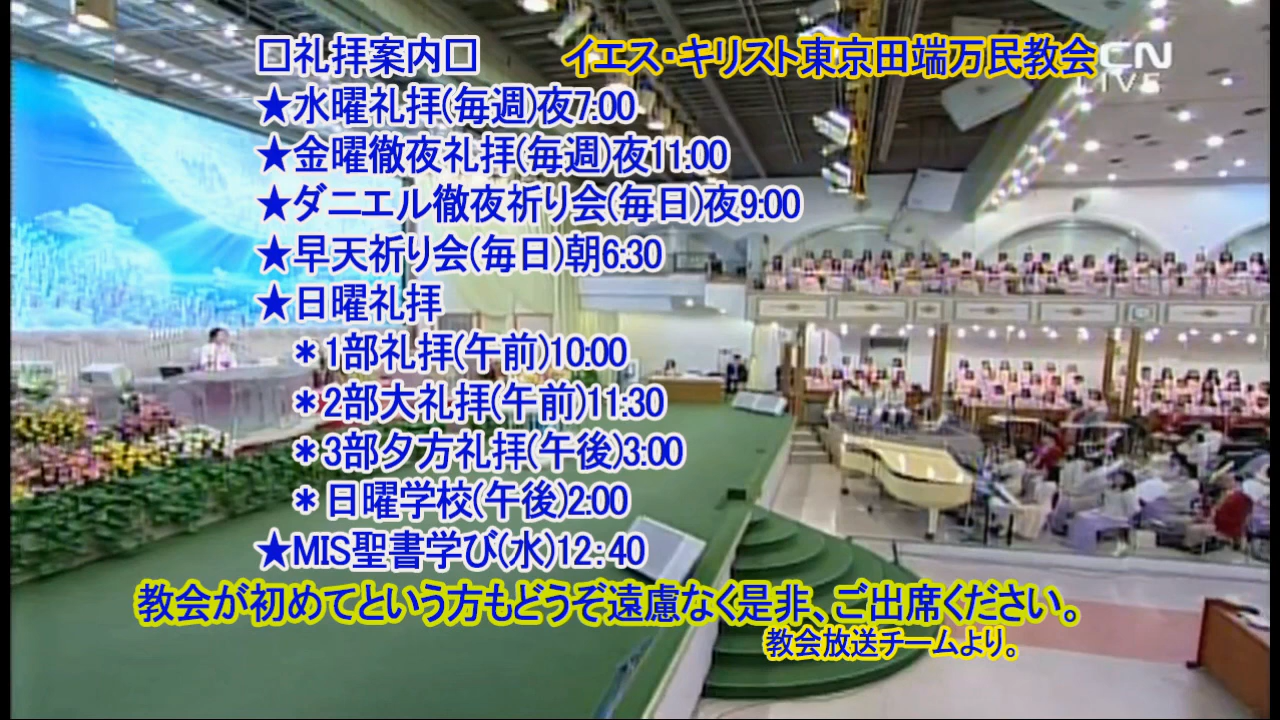 □礼拝案内□ イエス・キリスト東京田端万民教会
CN
LIVE
★水曜礼拝(毎週)夜7:00
★金曜徹夜礼拝(毎週)夜11:00
★ダニエル徹夜祈り会(毎日)夜9:00
★早天祈り会(毎日)朝6:30
★日曜礼拝
＊1部礼拝(午前)10:00
＊2部大礼拝(午前)11:30
＊3部夕方礼拝(午後)3:00
＊日曜学校(午後)2:00
★MIS聖書学び(水)12:40
教会が初めてという方もどうぞ遠慮なく是非、ご出席ください。
教会放送チームより。